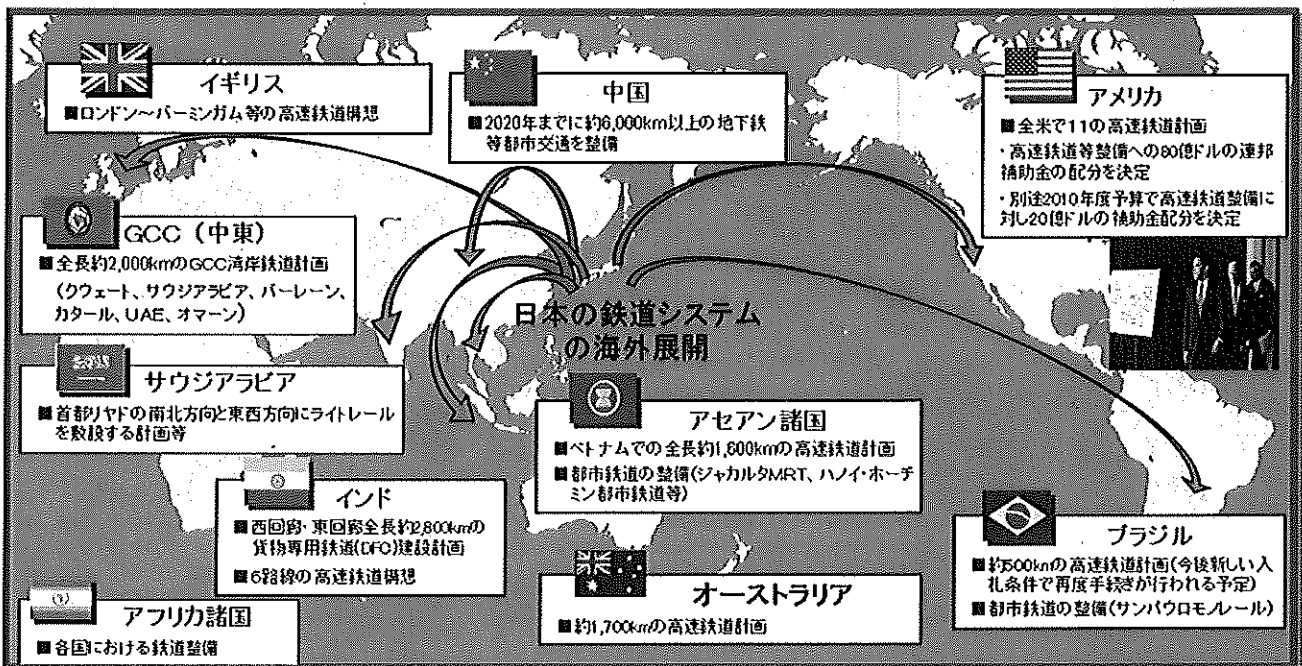 イギリス
■ロンドン～バーミンガム等の高速鉄道構想
中国
■2020年までに約6,000km以上の地下鉄
等都市交通を整備
アメリカ
■全米で11の高速鉄道計画
・高速鉄道等整備への80億ドルの連邦
補助金の配分を決定
・別途2010年度予算で高速鉄道整備に
対し20億ドルの補助金配分を決定
GCC（中東）
■全長約2,000kmのGCC湾岸鉄道計画
（クウェート、サウジアラビア、バーレーン、
カタール、UAE、オマーン）
日本の鉄道システム
の海外展開
サウジアラビア
■首都リヤドの南北方向と東西方向にライトレール
を敷設する計画等
アセアン諸国
■ベトナムでの全長約1,600kmの高速鉄道計画
■都市鉄道の整備(ジャカルタMRT、ハノイ・ホーチ
ミン都市鉄道等)
インド
■西回廊・東回廊全長約2,800kmの
貨物専用鉄道(DFC)建設計画
■6路線の高速鉄道構想
ブラジル
■約500kmの高速鉄道計画(今後新しい入
札条件で再度手続きが行われる予定)
■都市鉄道の整備(サンパウロモノレール)
オーストラリア
■約1,700kmの高速鉄道計画
アフリカ諸国
■各国における鉄道整備